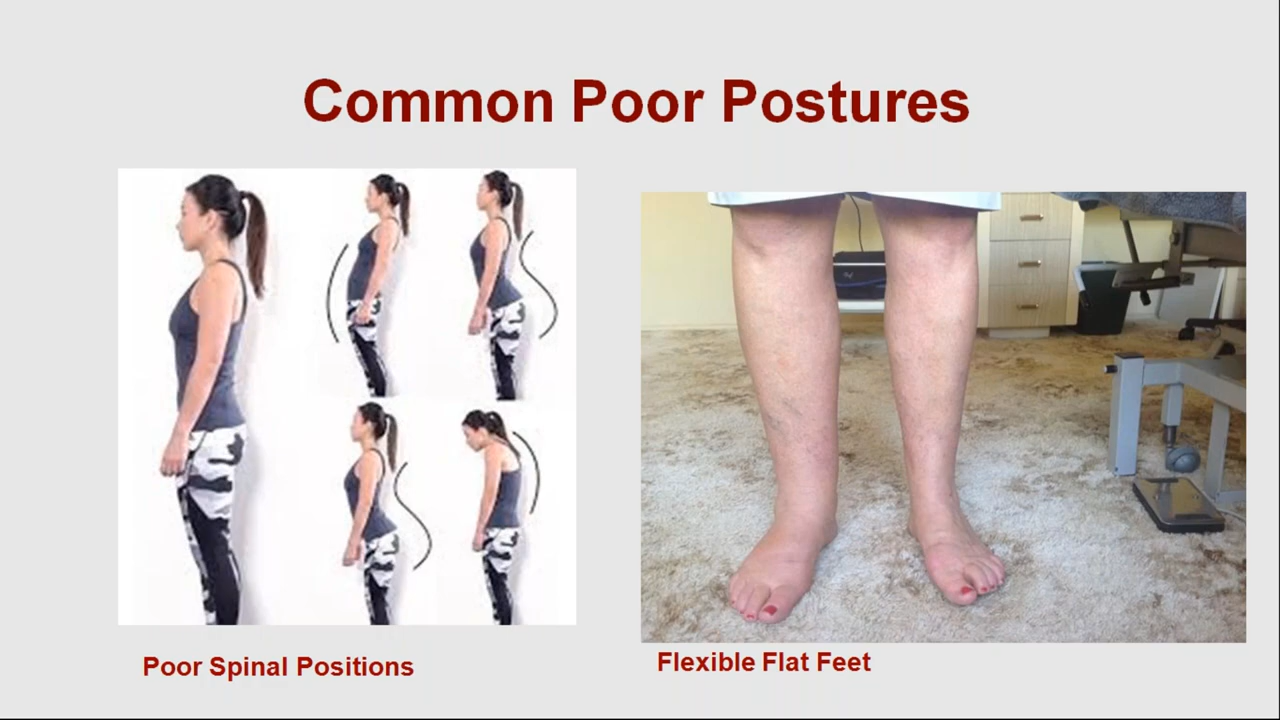 Common Poor Postures
Poor Spinal Positions
Flexible Flat Feet